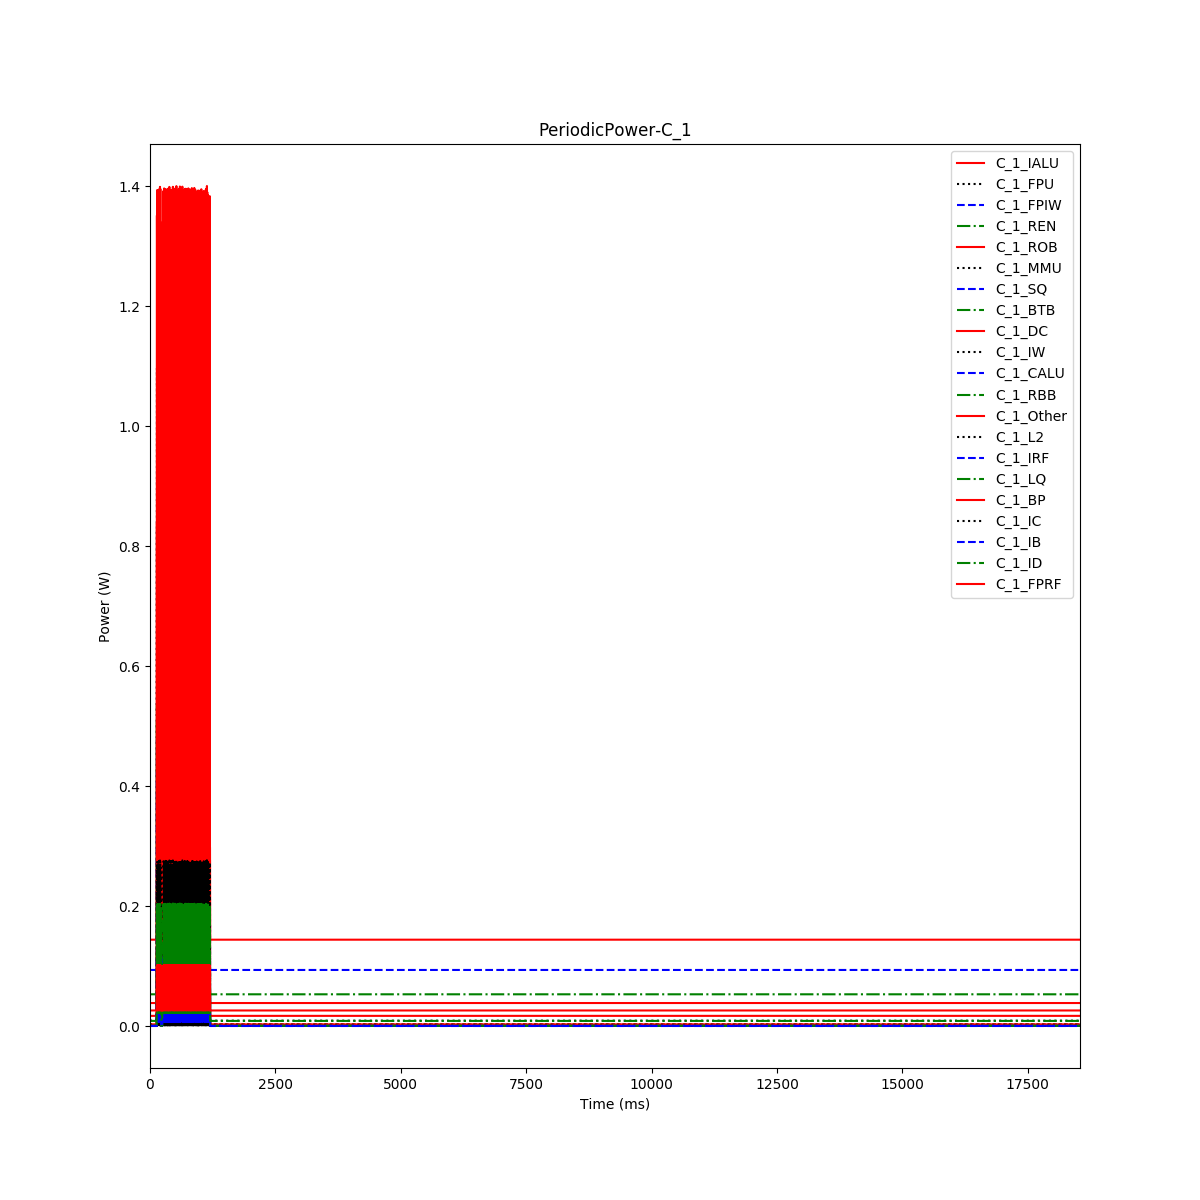 PeriodicPower-C_1
C_1_IALU
C_1_FPU
C_1_FPIW
C_1_REN
C_1_ROB
C_1_MMU
C_1_SQ
C_1_BTB
C_1_DC
C_1_IW
C_1_CALU
C_1_RBB
C_1_Other
C_1_L2
C_1_IRF
C_1_LQ
C_1_BP
C_1_IC
C_1_IB
C_1_ID
C_1_FPRF
1.4
1.2
1.0
0.8
0.6
0.4
0.2
0.0
Power (W)
0 2500 5000 7500 10000 12500 15000 17500
Time (ms)